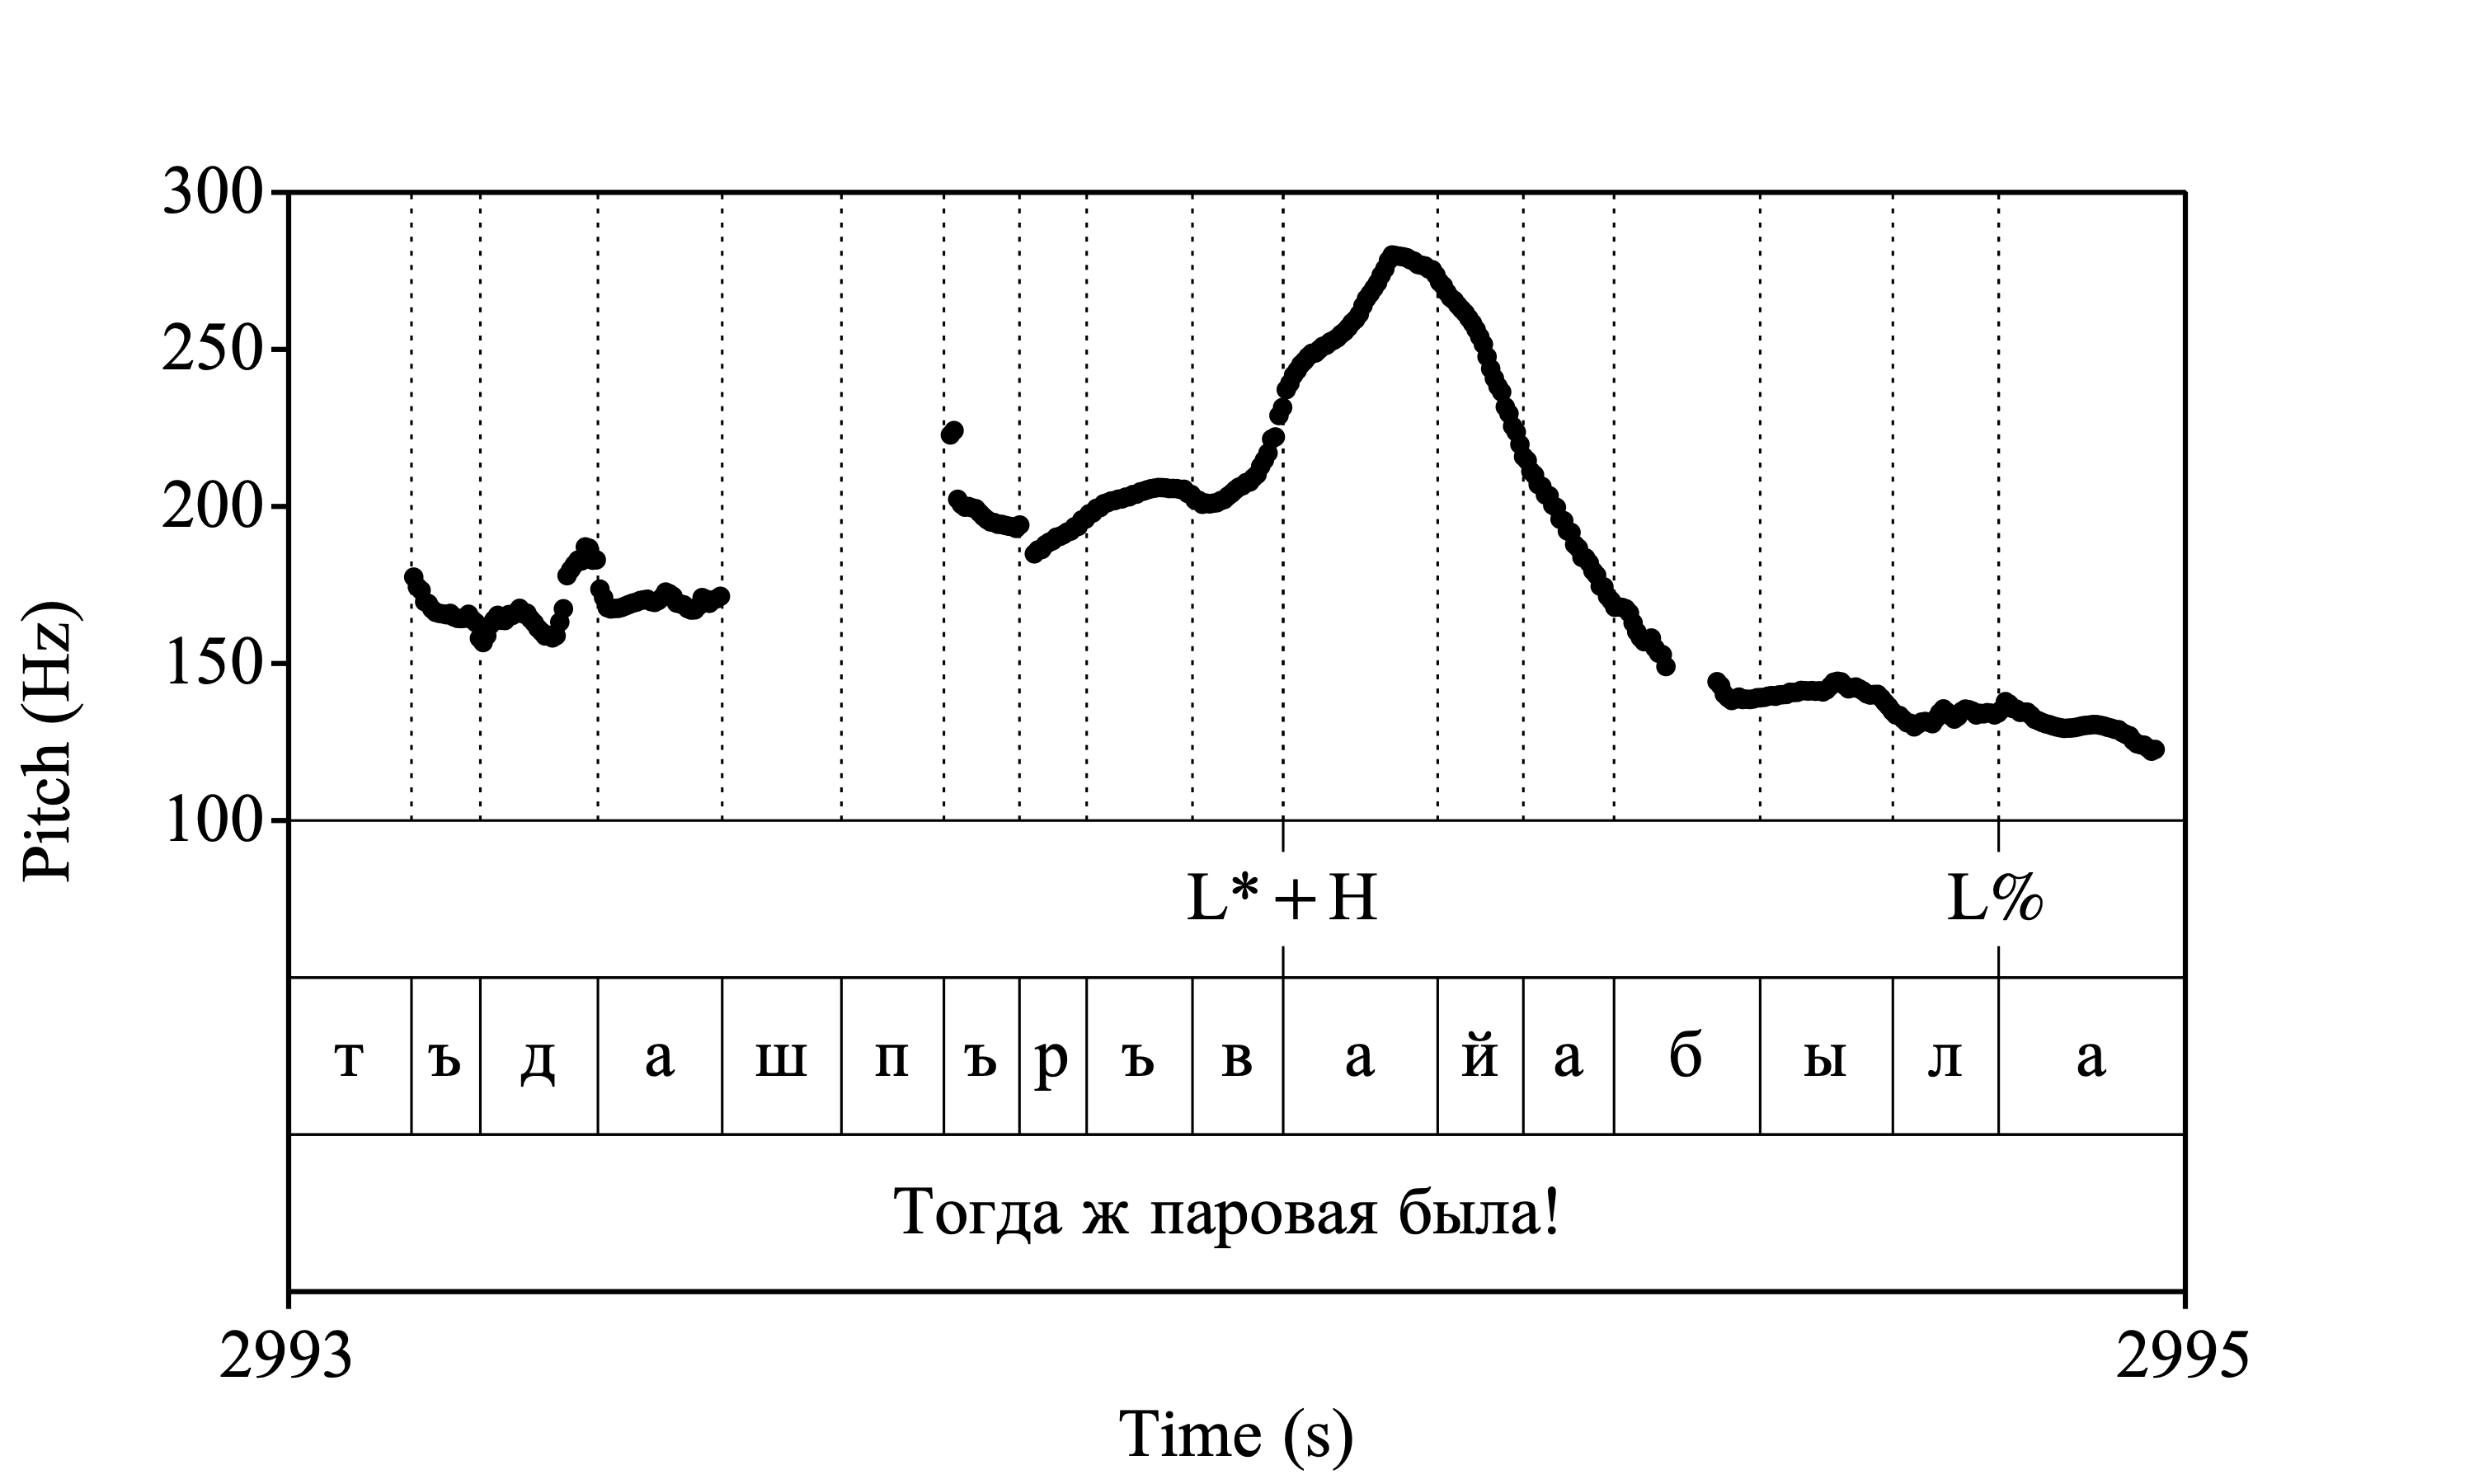 300
250
200
150
100
Pitch (Hz)
L*+H L%
т ъ д а ш п ъ р ъ в а й а б ы л а
Тогда ж паровая была!
2993 2995
Time (s)